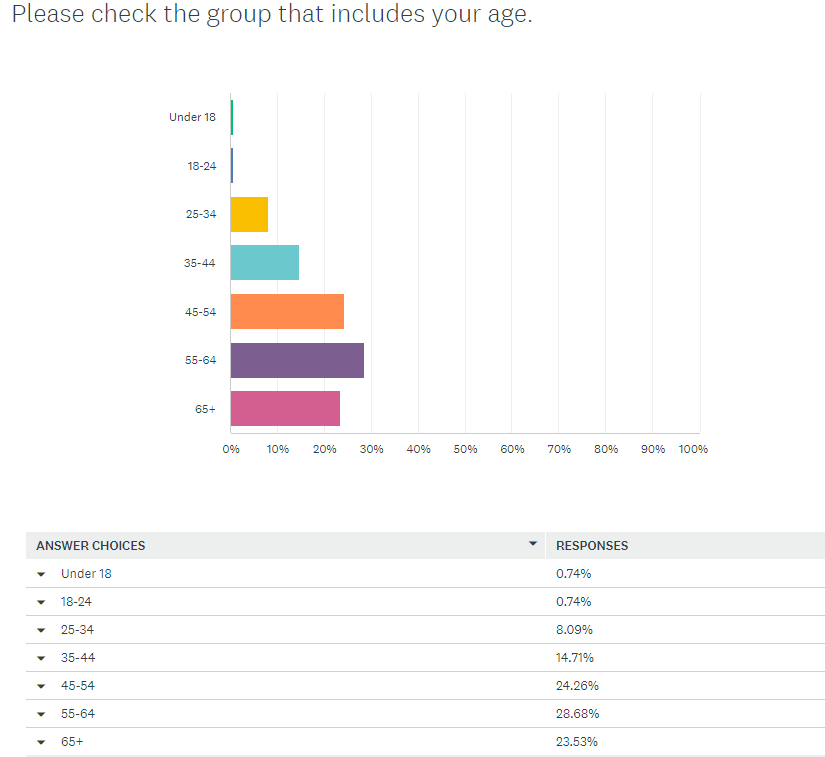 Please check the group that includes your age.
Under 18
18-24
25-34
35-44
45-54
55-64
65+
0% 10% 20% 30% 40% 50% 60% 70% 80% 90% 100%
ANSWER CHOICES RESPONSES
Under 18 0.74%
18-24 0.74%
25-34 8.09%
35-44 14.71%
45-54 24.26%
55-64 28.68%
65+ 23.53%